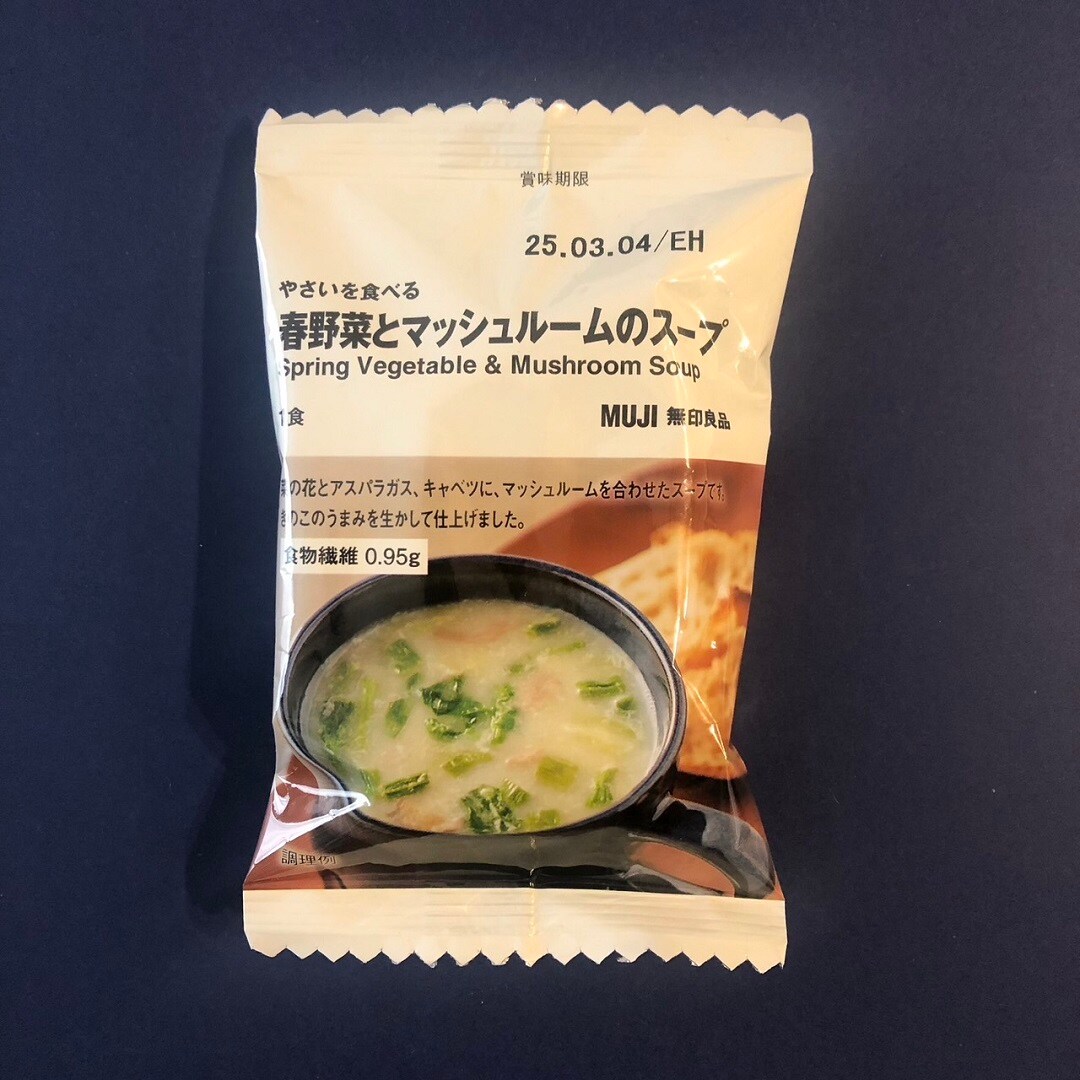 賞味期限
25.03.04/EH
やさいを食べる
春野菜とマッシュルームのスープ
Spring Vegetable & Mushroom Soup
1食
MUJI 無印良品
菜の花とアスパラガス、キャベツに、マッシュルームを合わせたスープです。
きのこのうまみを生かして仕上げました。
食物繊維 0.95g
調理例